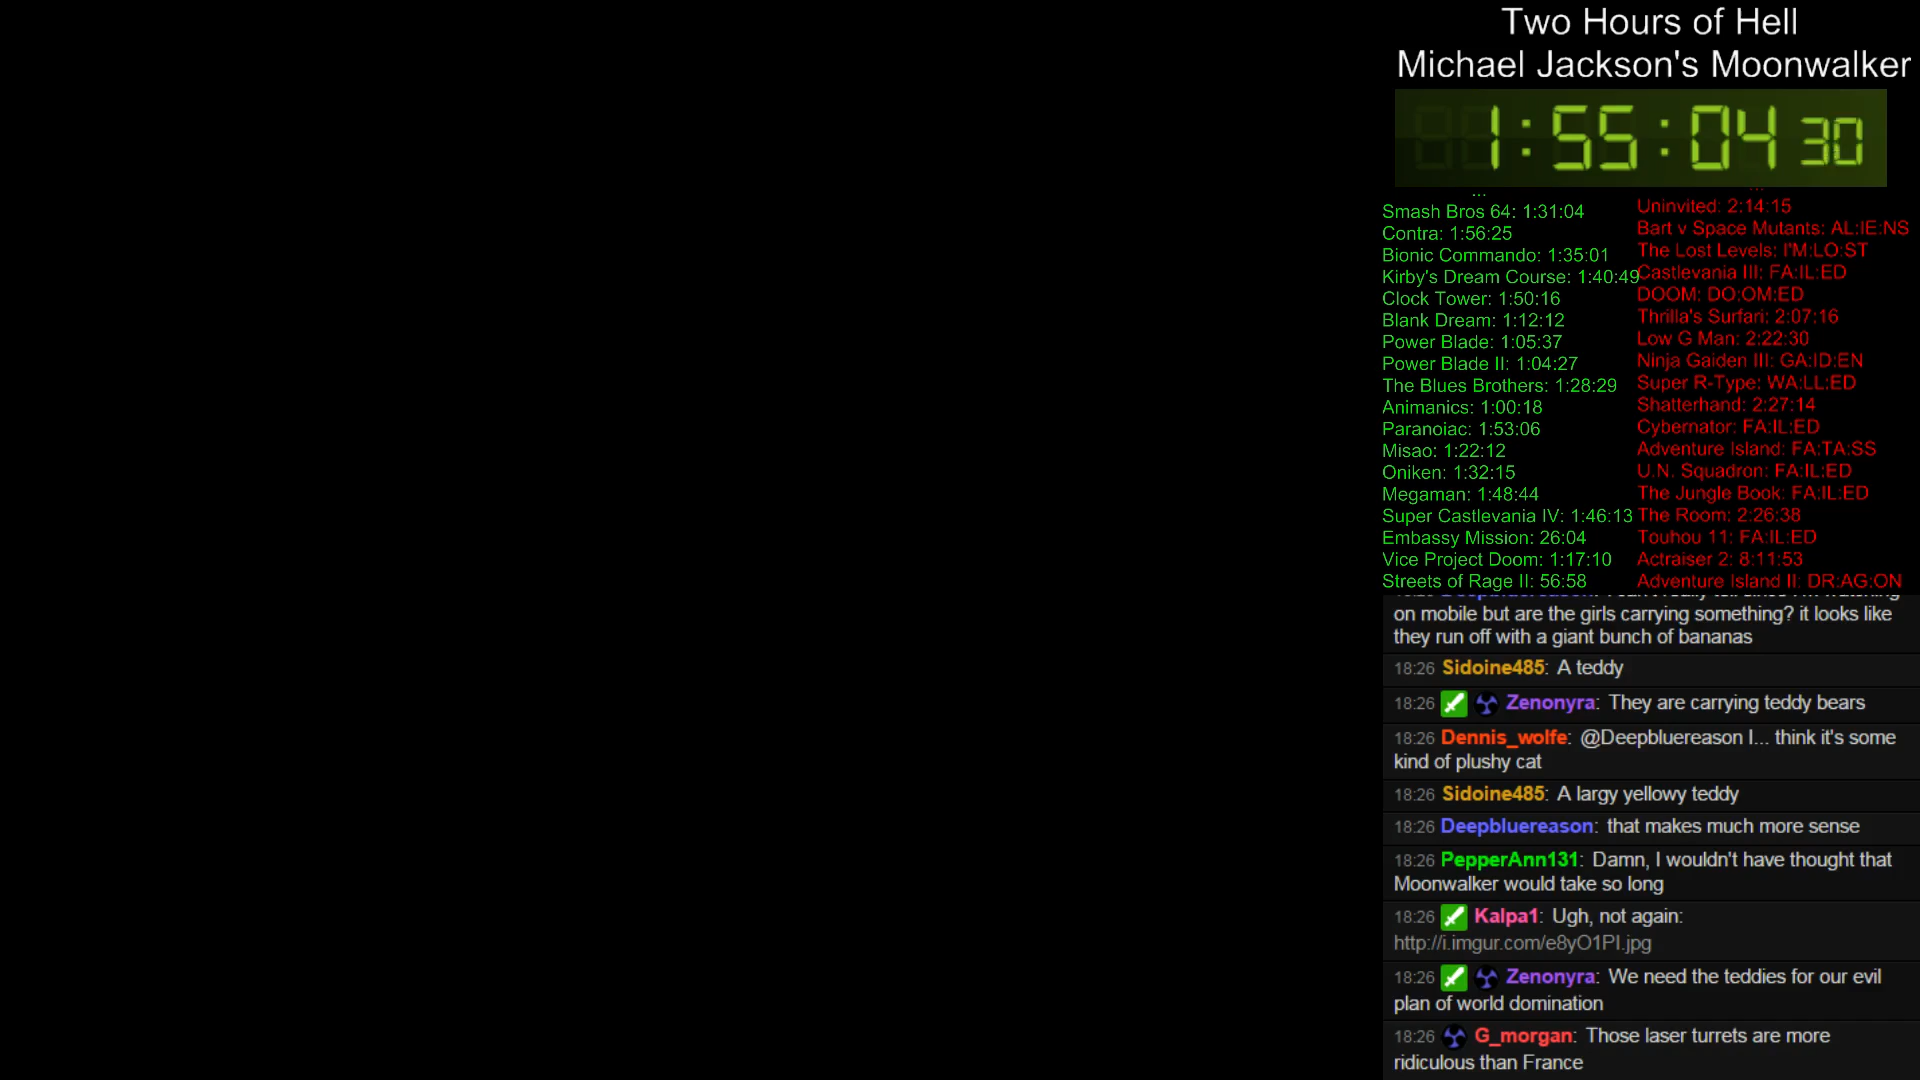 Two Hours of Hell
Michael Jackson's Moonwalker
1:55:04 30
...
Smash Bros 64: 1:31:04
Contra: 1:56:25
Bionic Commando: 1:35:01
Kirby's Dream Course: 1:40:49
Clock Tower: 1:50:16
Blank Dream: 1:12:12
Power Blade: 1:05:37
Power Blade II: 1:04:27
The Blues Brothers: 1:28:29
Animanics: 1:00:18
Paranoiac: 1:53:06
Misao: 1:22:12
Oniken: 1:32:15
Megaman: 1:48:44
Super Castlevania IV: 1:46:13
Embassy Mission: 26:04
Vice Project Doom: 1:17:10
Streets of Rage II: 56:58
...
Uninvited: 2:14:15
Bart v Space Mutants: AL:IE:NS
The Lost Levels: I'M:LO:ST
Castlevania III: FA:IL:ED
DOOM: DO:OM:ED
Thrilla's Surfari: 2:07:16
Low G Man: 2:22:30
Ninja Gaiden III: GA:ID:EN
Super R-Type: WA:LL:ED
Shatterhand: 2:27:14
Cybernator: FA:IL:ED
Adventure Island: FA:TA:SS
U.N. Squadron: FA:IL:ED
The Jungle Book: FA:IL:ED
The Room: 2:26:38
Touhou 11: FA:IL:ED
Actraiser 2: 8:11:53
Adventure Island II: DR:AG:ON
on mobile but are the girls carrying something? it looks like
they run off with a giant bunch of bananas
18:26 Sidoine485: A teddy
18:26 Zenonyra: They are carrying teddy bears
18:26 Dennis_wolfe: @Deepbluereason I... think it's some
kind of plushy cat
18:26 Sidoine485: A largy yellowy teddy
18:26 Deepbluereason: that makes much more sense
18:26 PepperAnn131: Damn, I wouldn't have thought that
Moonwalker would take so long
18:26 Kalpa1: Ugh, not again:
http://i.imgur.com/e8yO1PI.jpg
18:26 Zenonyra: We need the teddies for our evil
plan of world domination
18:26 G_morgan: Those laser turrets are more
ridiculous than France